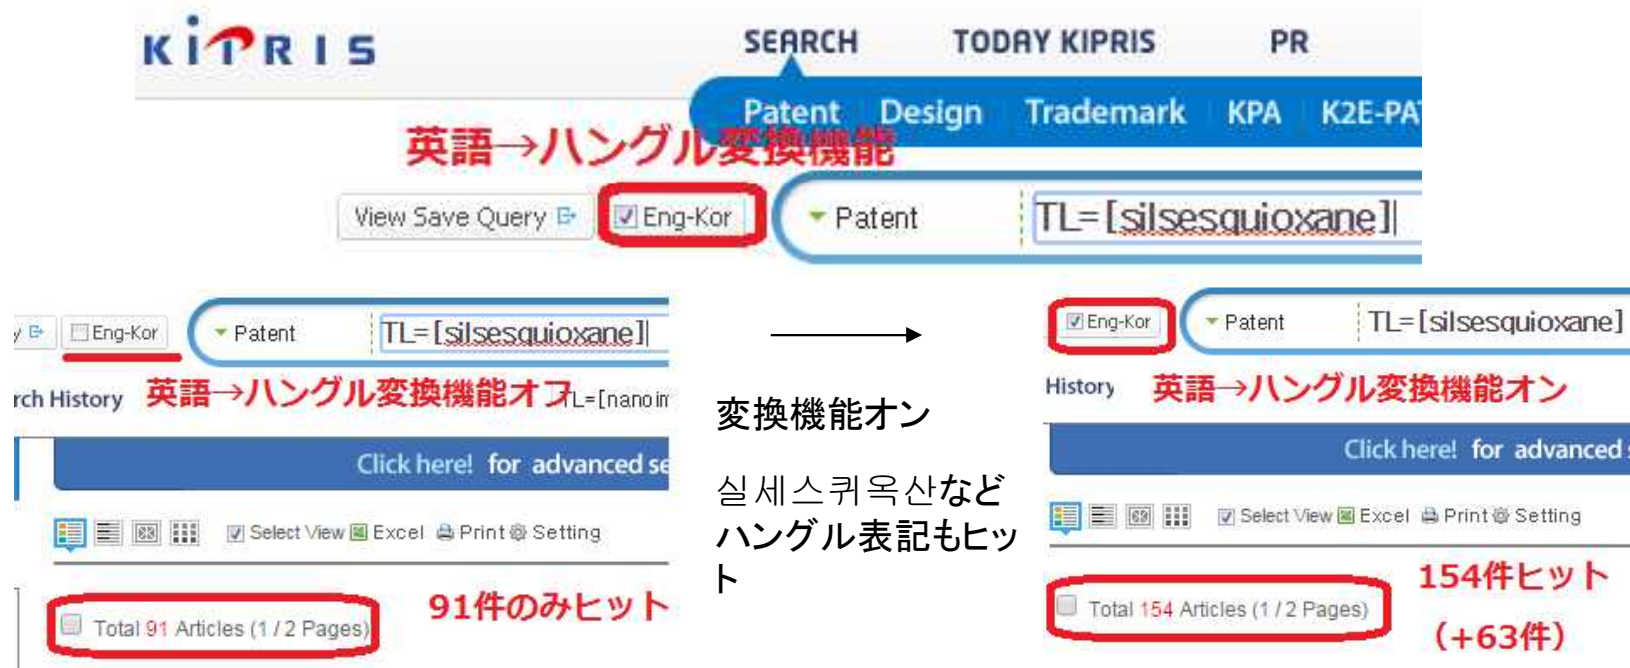 KIPRIS
SEARCH TODAY KIPRIS PR
Patent Design Trademark KPA K2E-PA
英語→ハングル変換機能
View Save Query Eng-Kor Patent TL=[silsesquioxane]
y Eng-Kor Patent TL=[silsesquioxane]
rch History 英語→ハングル変換機能オフ TL=[nanoim
Click here! for advanced se
Select View Excel Print Setting
Total 91 Articles (1 / 2 Pages)
91件のみヒット
変換機能オン
실세스퀴옥산など
ハングル表記もヒッ
ト
Eng-Kor Patent TL=[silsesquioxane]
History 英語→ハングル変換機能オン
Click here! for advanced s
Select View Excel Print Setting
Total 154 Articles (1 / 2 Pages)
154件ヒット
（+63件）